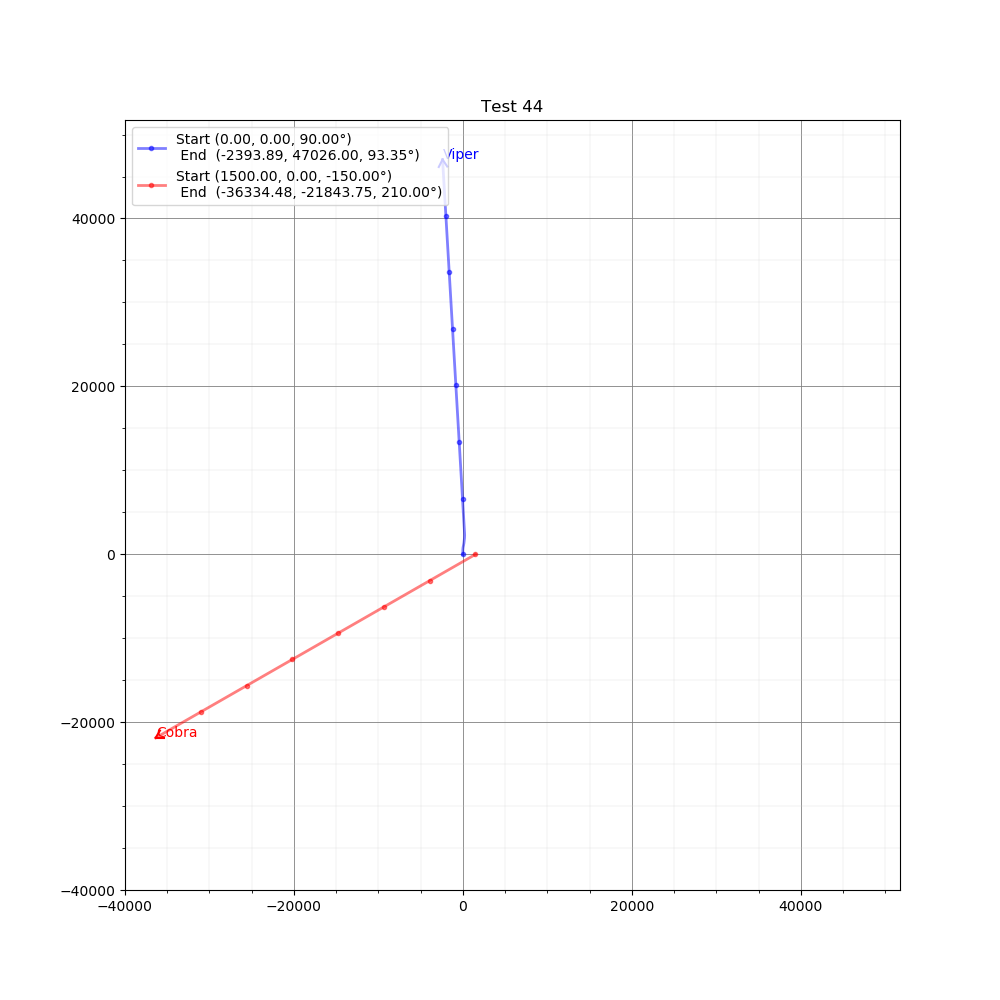 Test 44
Start (0.00, 0.00, 90.00°)
End  (-2393.89, 47026.00, 93.35°)
Start (1500.00, 0.00, -150.00°)
End  (-36334.48, -21843.75, 210.00°)
Viper
40000
20000
0
−20000
−40000
Cobra
−40000
−20000
0
20000
40000